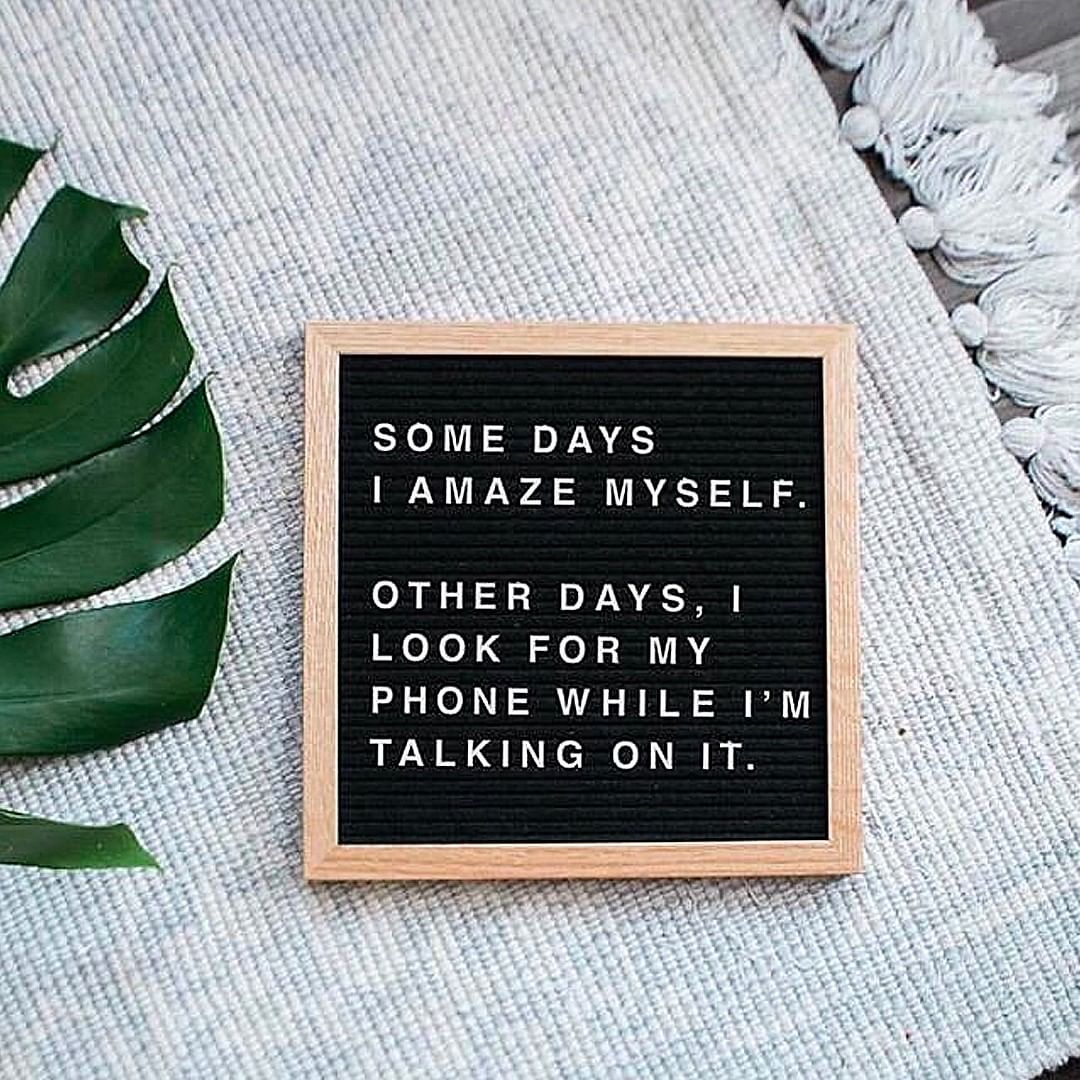 SOME DAYS
I AMAZE MYSELF.
OTHER DAYS, I
LOOK FOR MY
PHONE WHILE I'M
TALKING ON IT.